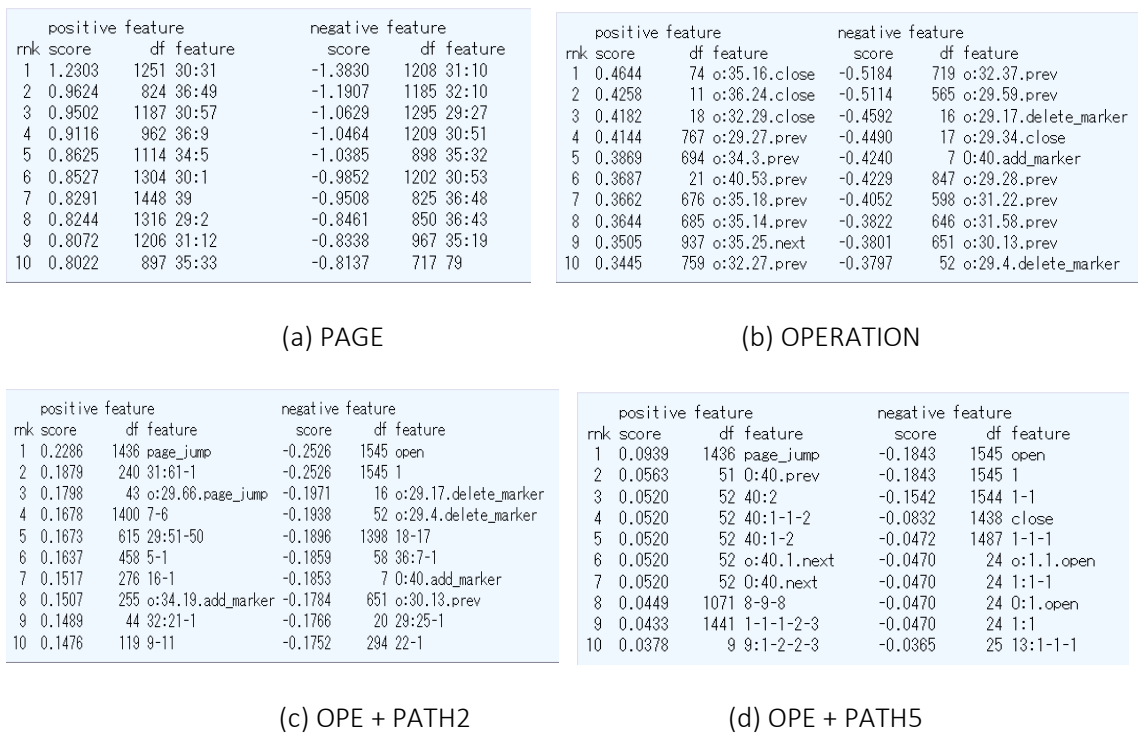 positive feature negative feature
rnk score df feature score df feature
1 1.2303 1251 30:31 -1.3830 1208 31:10
2 0.9624 824 36:49 -1.1907 1185 32:10
3 0.9502 1187 30:57 -1.0629 1295 29:27
4 0.9116 962 36:9 -1.0464 1209 30:51
5 0.8625 1114 34:5 -1.0385 898 35:32
6 0.8527 1304 30:1 -0.9852 1202 30:53
7 0.8291 1448 39 -0.9508 825 36:48
8 0.8244 1316 29:2 -0.8461 850 36:43
9 0.8072 1206 31:12 -0.8338 967 35:19
10 0.8022 897 35:33 -0.8137 717 79
(a) PAGE
positive feature negative feature
rnk score df feature score df feature
1 0.4644 74 o:35.16.close -0.5184 719 o:32.37.prev
2 0.4258 11 o:36.24.close -0.5114 565 o:29.59.prev
3 0.4182 18 o:32.29.close -0.4592 16 o:29.17.delete_marker
4 0.4144 767 o:29.27.prev -0.4490 17 o:29.34.close
5 0.3869 694 o:34.3.prev -0.4240 7 0:40.add_marker
6 0.3687 21 o:40.53.prev -0.4229 847 o:29.28.prev
7 0.3662 676 o:35.18.prev -0.4052 598 o:31.22.prev
8 0.3644 685 o:35.14.prev -0.3822 646 o:31.58.prev
9 0.3505 937 o:35.25.next -0.3801 651 o:30.13.prev
10 0.3445 759 o:32.27.prev -0.3797 52 o:29.4.delete_marker
(b) OPERATION
positive feature negative feature
rnk score df feature score df feature
1 0.2286 1436 page_jump -0.2526 1545 open
2 0.1879 240 31:61-1 -0.2526 1545 1
3 0.1798 43 o:29.66.page_jump -0.1971 16 o:29.17.delete_marker
4 0.1678 1400 7-6 -0.1938 52 o:29.4.delete_marker
5 0.1673 615 29:51-50 -0.1896 1398 18-17
6 0.1637 458 5-1 -0.1859 58 36:7-1
7 0.1517 276 16-1 -0.1853 7 0:40.add_marker
8 0.1507 255 o:34.19.add_marker -0.1784 651 o:30.13.prev
9 0.1489 44 32:21-1 -0.1766 20 29:25-1
10 0.1476 119 9-11 -0.1752 294 22-1
(c) OPE + PATH2
positive feature negative feature
rnk score df feature score df feature
1 0.0939 1436 page_jump -0.1843 1545 open
2 0.0563 51 0:40.prev -0.1843 1545 1
3 0.0520 52 40:2 -0.1542 1544 1-1
4 0.0520 52 40:1-1-2 -0.0832 1438 close
5 0.0520 52 40:1-2 -0.0472 1487 1-1-1
6 0.0520 52 o:40.1.next -0.0470 24 o:1.1.open
7 0.0520 52 0:40.next -0.0470 24 1:1-1
8 0.0449 1071 8-9-8 -0.0470 24 0:1.open
9 0.0433 1441 1-1-1-2-3 -0.0470 24 1:1
10 0.0378 9 9:1-2-2-3 -0.0365 25 13:1-1-1
(d) OPE + PATH5